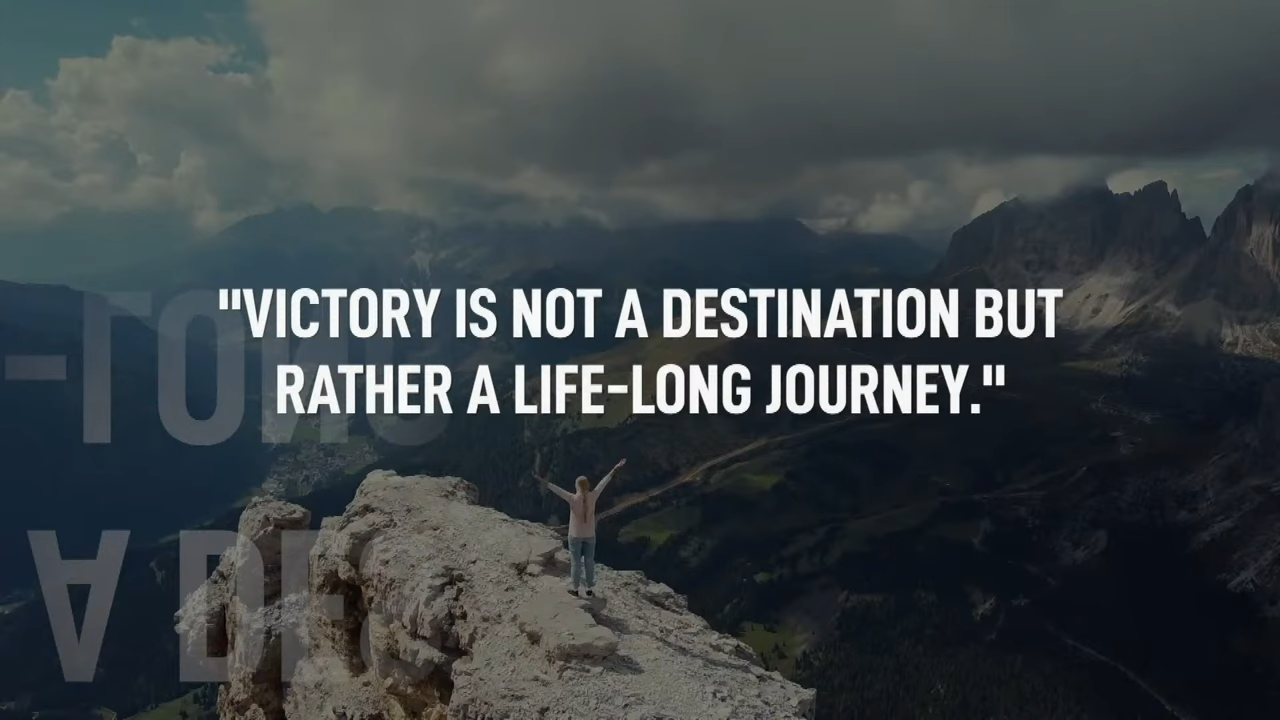 "VICTORY IS NOT A DESTINATION BUT
RATHER A LIFE-LONG JOURNEY."